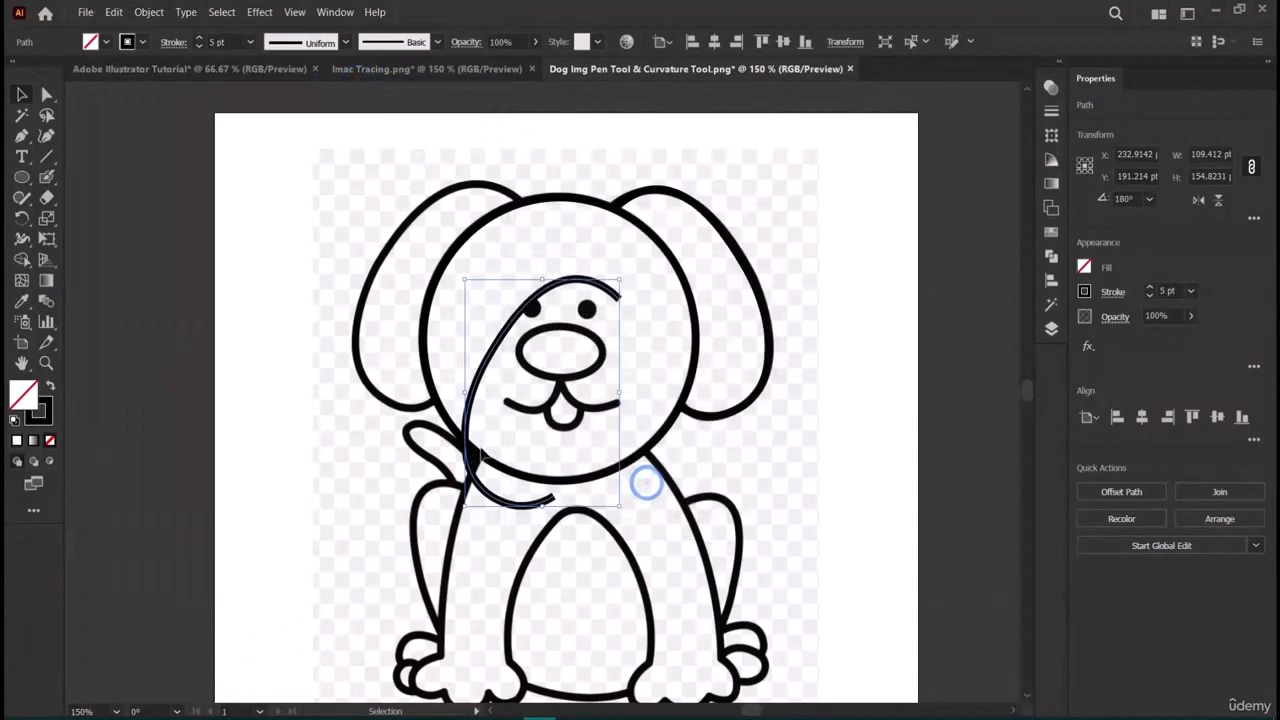 Ai File Edit Object Type Select Effect View Window Help
Path Stroke: 5 pt Uniform Basic Opacity: 100% Style: Transform
Adobe Illustrator Tutorial* @ 66.67 % (RGB/Preview) × Imac Tracing.png* @ 150 % (RGB/Preview) × Dog Img Pen Tool & Curvature Tool.png* @ 150 % (RGB/Preview) ×
Properties
Path
Transform
X: 232.9142 p W: 109.412 pt
Y: 191.214 pt H: 154.8231 p
180°
Appearance
Fill
Stroke 5 pt
Opacity 100%
fx.
Align
Quick Actions
Offset Path Join
Recolor Arrange
Start Global Edit
150% 0° 1 Selection
ûdemy